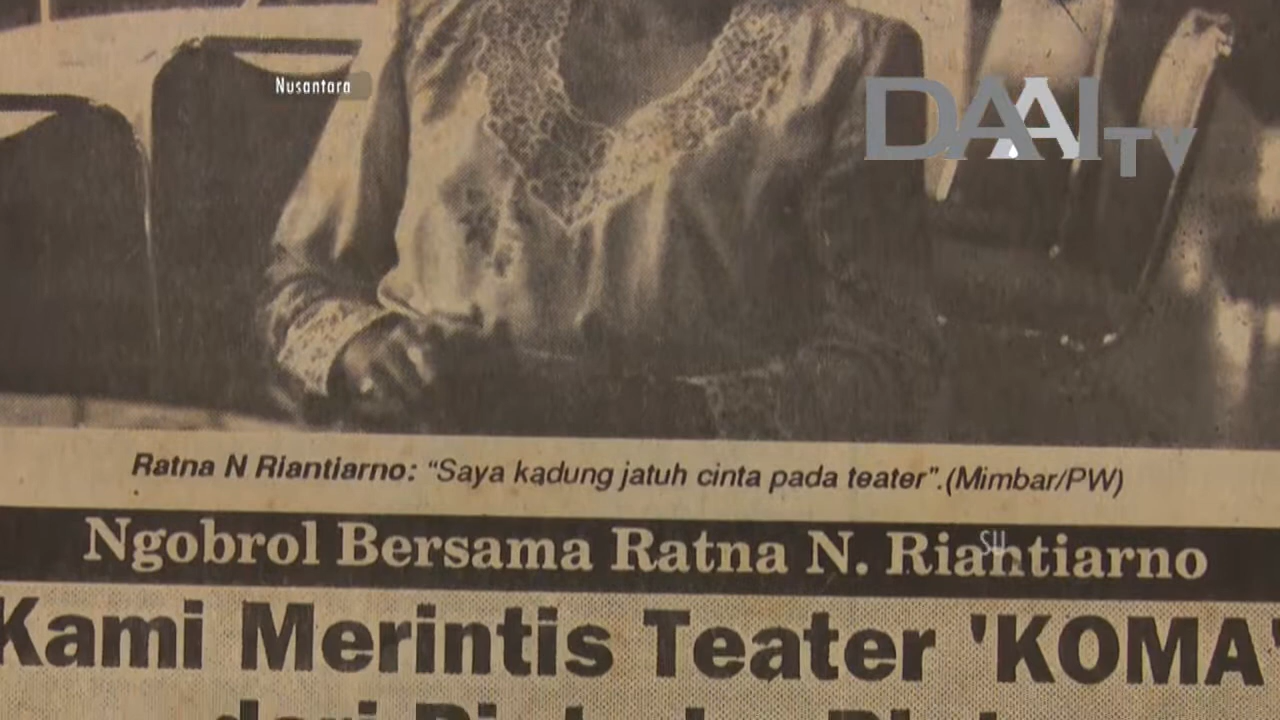 Nusantara
DAAI TV
Ratna N Riantiarno: “Saya kadung jatuh cinta pada teater”.(Mimbar/PW)
Ngobrol Bersama Ratna N. Riantiarno
SU
Kami Merintis Teater 'KOMA'